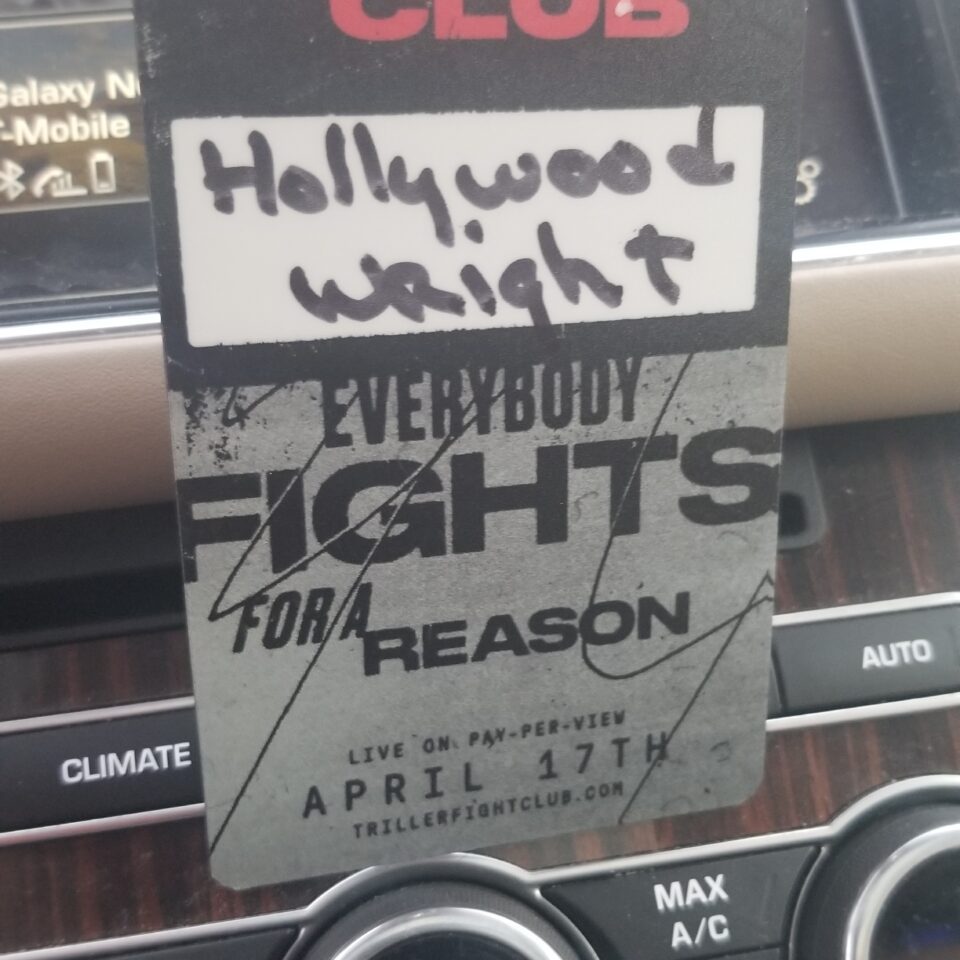 CLUB
Galaxy N
T-Mobile
Hollywood
Wright
EVERYBODY
FIGHTS
FOR A
REASON
LIVE ON PAY-PER-VIEW
APRIL 17TH
TRILLERFIGHTCLUB.COM
AUTO
CLIMATE
MAX
A/C